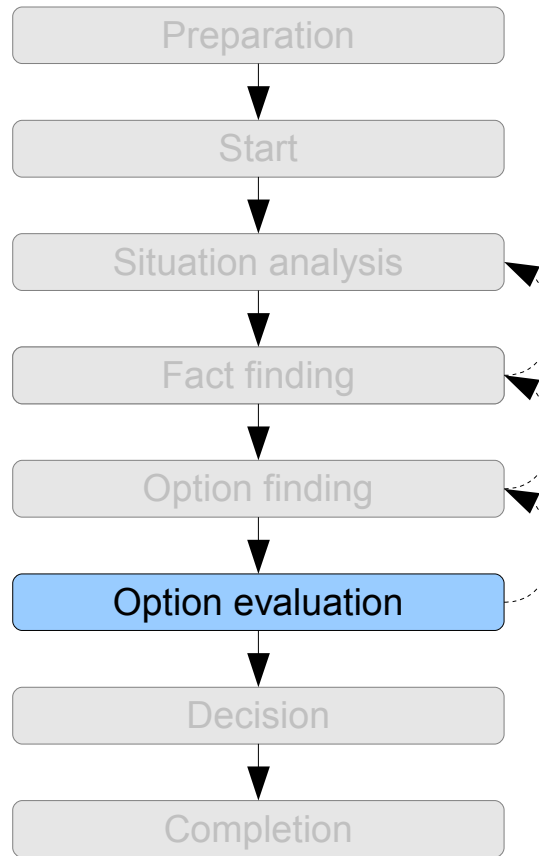 Preparation
Start
Situation analysis
Fact finding
Option finding
Option evaluation
Decision
Completion